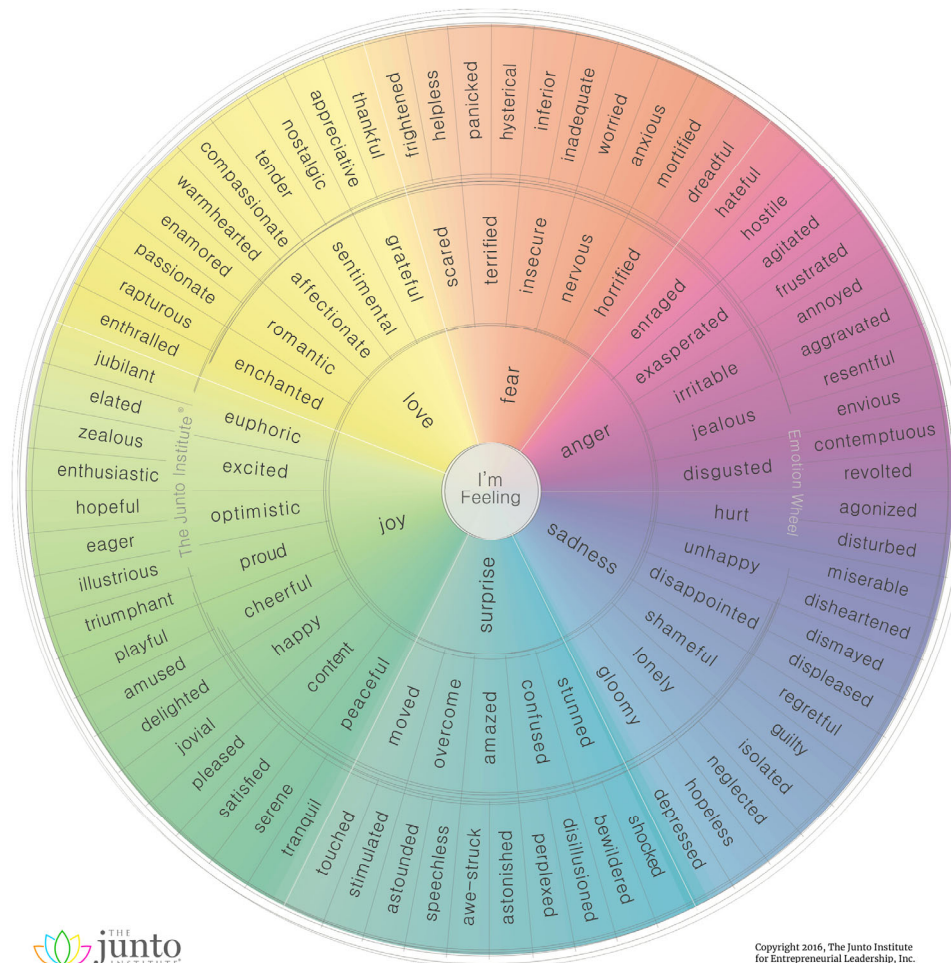 I'm
Feeling
fear
anger
sadness
surprise
joy
love
scared
terrified
insecure
nervous
horrified
enraged
exasperated
irritable
jealous
disgusted
hurt
unhappy
disappointed
shameful
lonely
gloomy
stunned
confused
amazed
overcome
moved
peaceful
content
happy
cheerful
proud
optimistic
excited
euphoric
enchanted
romantic
affectionate
sentimental
grateful
frightened
helpless
panicked
hysterical
inferior
inadequate
worried
anxious
mortified
dreadful
hateful
hostile
agitated
frustrated
annoyed
aggravated
resentful
envious
contemptuous
revolted
agonized
disturbed
miserable
disheartened
dismayed
displeased
regretful
guilty
isolated
neglected
hopeless
depressed
shocked
bewildered
disillusioned
perplexed
astonished
awe-struck
speechless
astounded
stimulated
touched
tranquil
serene
satisfied
pleased
jovial
delighted
amused
playful
triumphant
illustrious
eager
hopeful
enthusiastic
zealous
elated
jubilant
enthralled
rapturous
passionate
enamored
warmhearted
compassionate
tender
nostalgic
appreciative
thankful
The Junto Institute®
Emotion Wheel
THE
junto
INSTITUTE®
Copyright 2016, The Junto Institute
for Entrepreneurial Leadership, Inc.